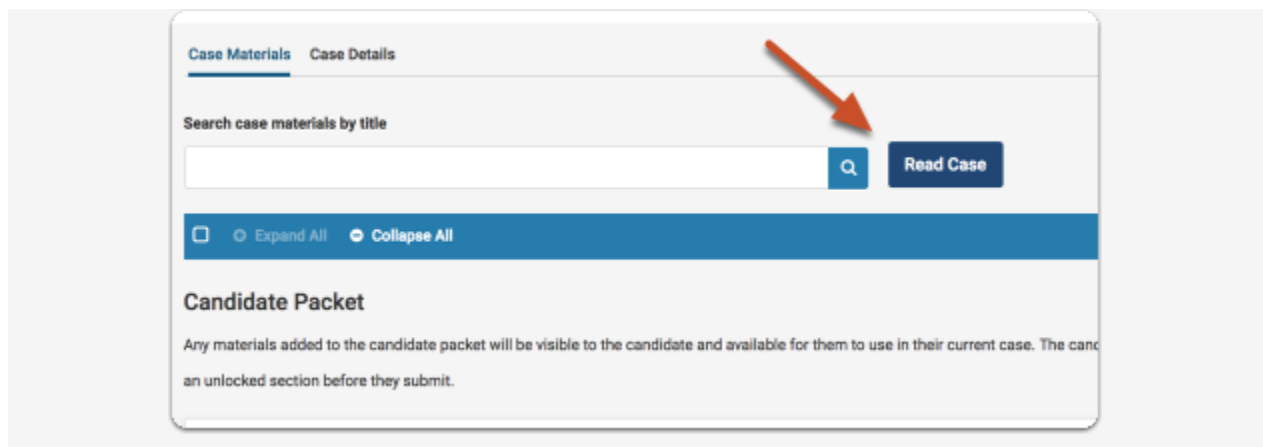 Case Materials Case Details
Search case materials by title
Read Case
Expand All Collapse All
Candidate Packet
Any materials added to the candidate packet will be visible to the candidate and available for them to use in their current case. The
an unlocked section before they submit.